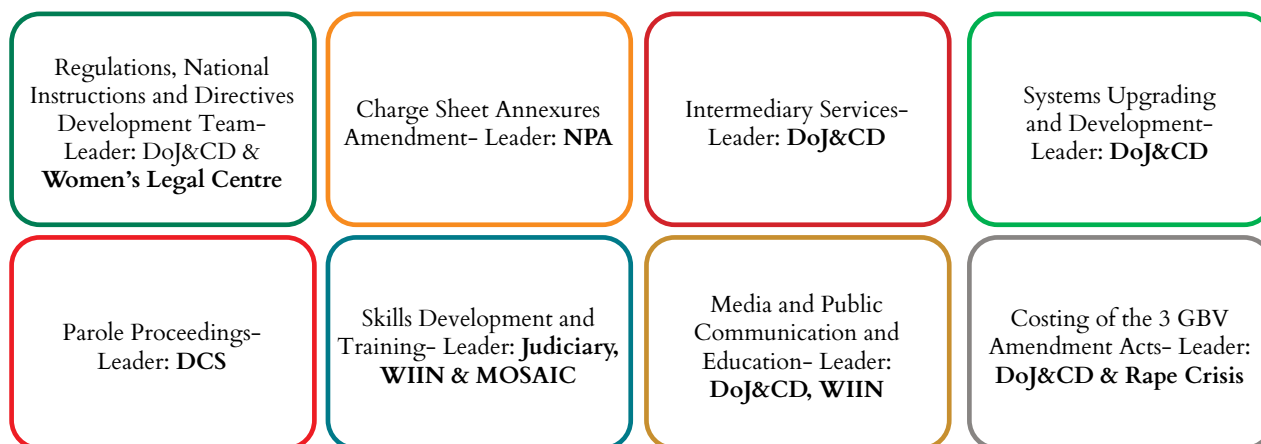 Regulations, National
Instructions and Directives
Development Team-
Leader: DoJ&CD &
Women’s Legal Centre
Charge Sheet Annexures
Amendment- Leader: NPA
Intermediary Services-
Leader: DoJ&CD
Systems Upgrading
and Development-
Leader: DoJ&CD
Parole Proceedings-
Leader: DCS
Skills Development and
Training- Leader: Judiciary,
WIIN & MOSAIC
Media and Public
Communication and
Education- Leader:
DoJ&CD, WIIN
Costing of the 3 GBV
Amendment Acts- Leader:
DoJ&CD & Rape Crisis